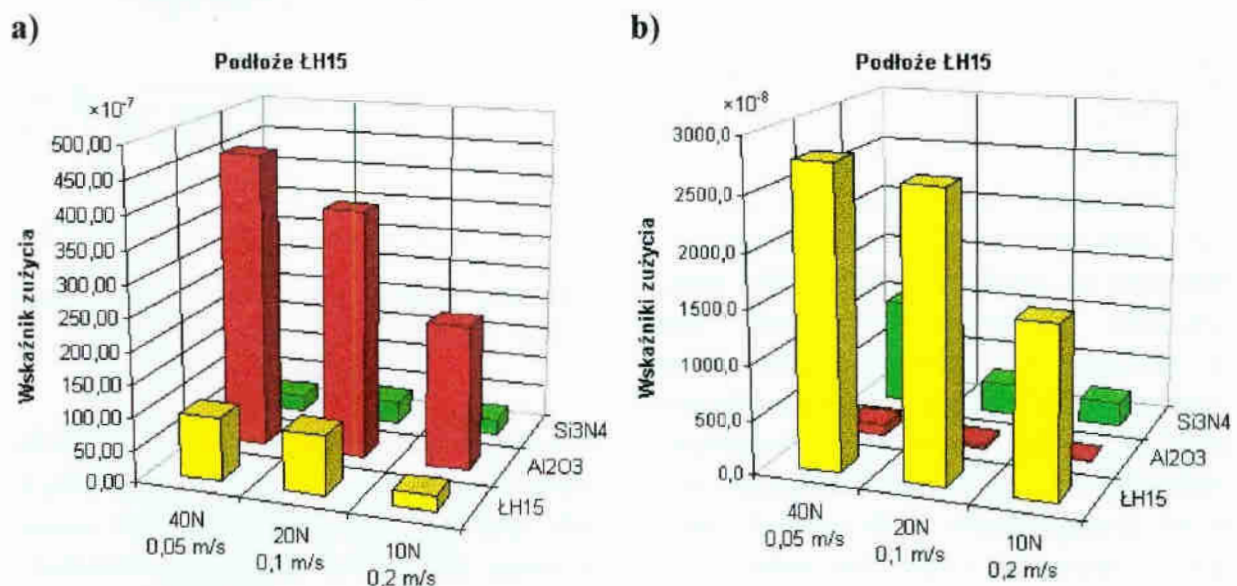 a)
Podłoże ŁH15
×10-7
500,00
450,00
400,00
350,00
300,00
250,00
200,00
150,00
100,00
50,00
0,00
Wskaźnik zużycia
40N
0,05 m/s
20N
0,1 m/s
10N
0,2 m/s
Si3N4
Al2O3
ŁH15
b)
Podłoże ŁH15
×10-8
3000,0
2500,0
2000,0
1500,0
1000,0
500,0
0,0
Wskaźniki zużycia
40N
0,05 m/s
20N
0,1 m/s
10N
0,2 m/s
Si3N4
Al2O3
ŁH15